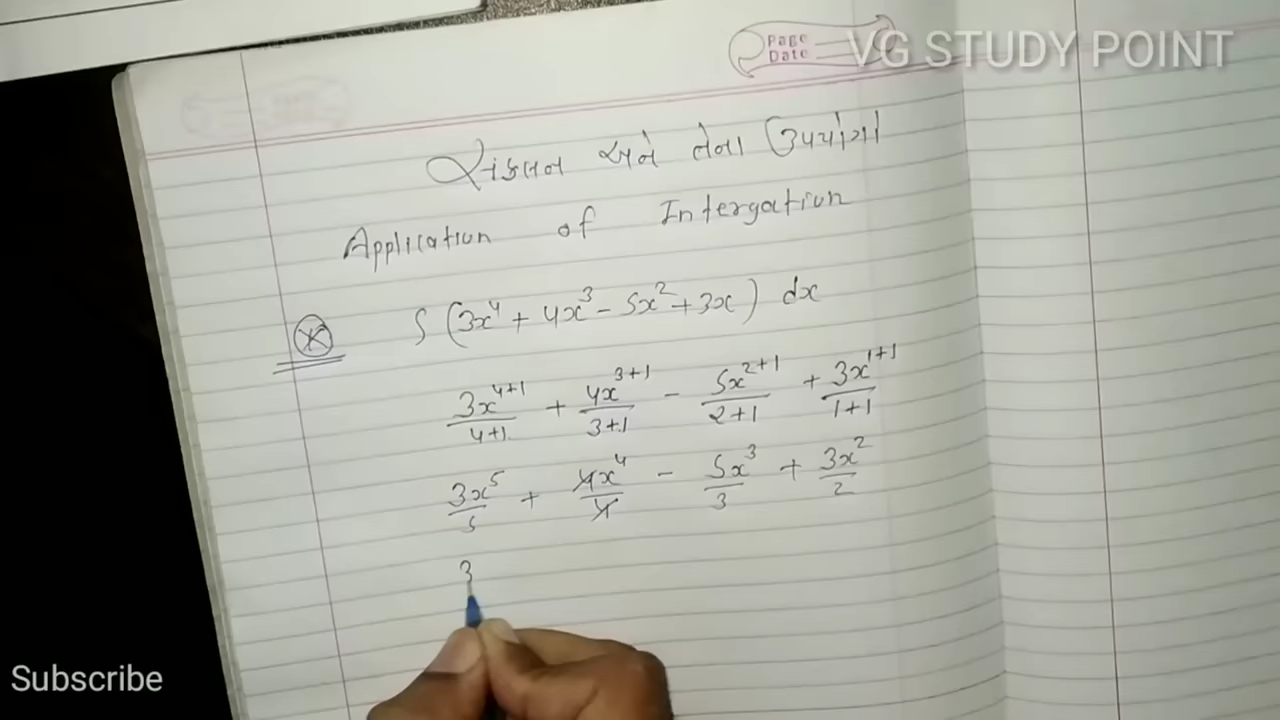 Page
Date
VG STUDY POINT
સંકલન અને તેના ઉપયોગો
Application of Intergation
∫ (3x⁴ + 4x³ - 5x² + 3x) dx
3x⁴⁺¹/4+1 + 4x³⁺¹/3+1 - 5x²⁺¹/2+1 + 3x¹⁺¹/1+1
3x⁵/5 + 4x⁴/4 - 5x³/3 + 3x²/2
3
Subscribe